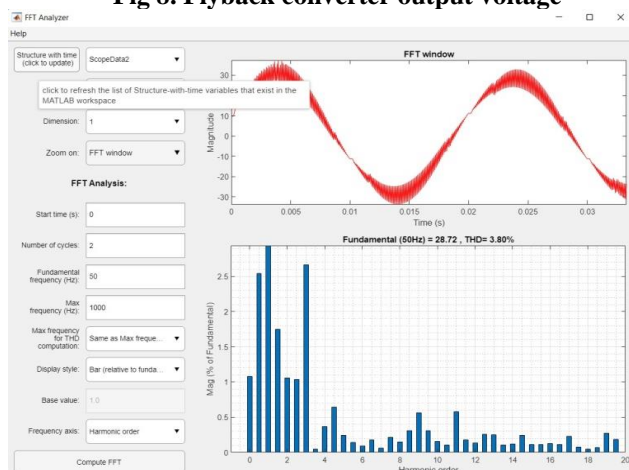 Fig 8. Flyback converter output voltage
FFT Analyzer
Help
Structure with time
(click to update)
ScopeData2
click to refresh the list of Structure-with-time variables that exist in the
MATLAB workspace
Dimension:
1
Zoom on:
FFT window
FFT Analysis:
Start time (s):
0
Number of cycles:
2
Fundamental
frequency (Hz):
50
Max
frequency (Hz):
1000
Max frequency
for THD
computation:
Same as Max freque...
Display style:
Bar (relative to funda...
Base value:
1.0
Frequency axis:
Harmonic order
Compute FFT
FFT window
Magnitude
30
20
10
0
-10
-20
-30
0
0.005
0.01
0.015
0.02
0.025
0.03
Time (s)
Fundamental (50Hz) = 28.72 , THD= 3.80%
Mag (% of Fundamental)
2.5
2
1.5
1
0.5
0
0
2
4
6
8
10
12
14
16
18
20
Harmonic order